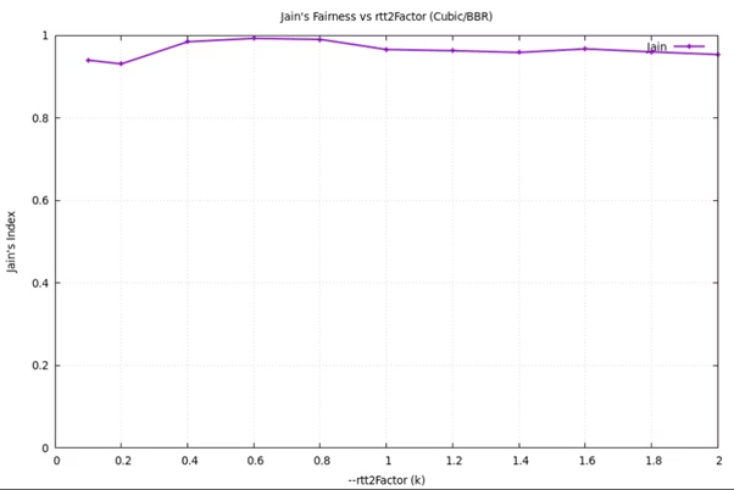 Jain's Fairness vs rtt2Factor (Cubic/BBR)
Jain
1
0.8
0.6
0.4
0.2
0
Jain's Index
0 0.2 0.4 0.6 0.8 1 1.2 1.4 1.6 1.8 2
--rtt2Factor (k)